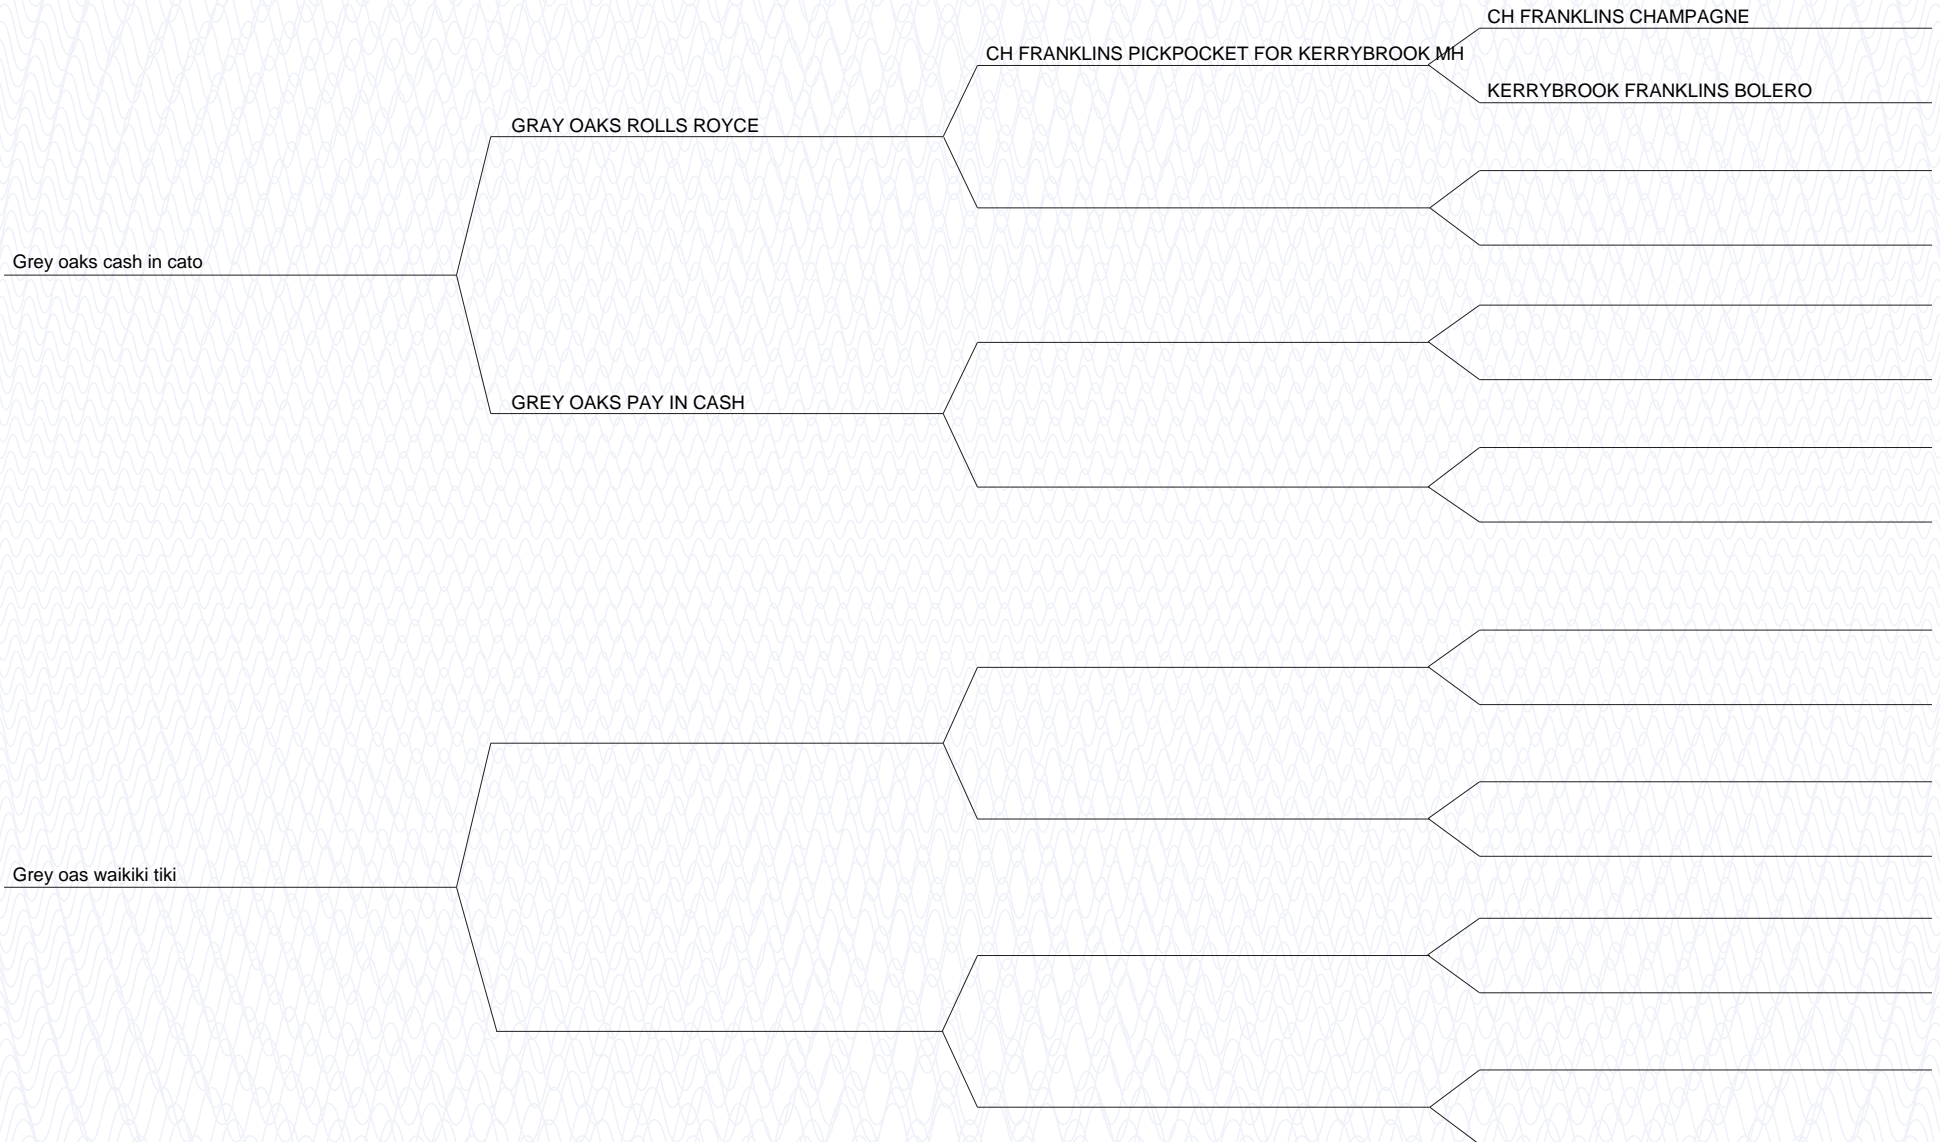 CH FRANKLINS CHAMPAGNE
CH FRANKLINS PICKPOCKET FOR KERRYBROOK MH
KERRYBROOK FRANKLINS BOLERO
GRAY OAKS ROLLS ROYCE
Grey oaks cash in cato
GREY OAKS PAY IN CASH
Grey oas waikiki tiki